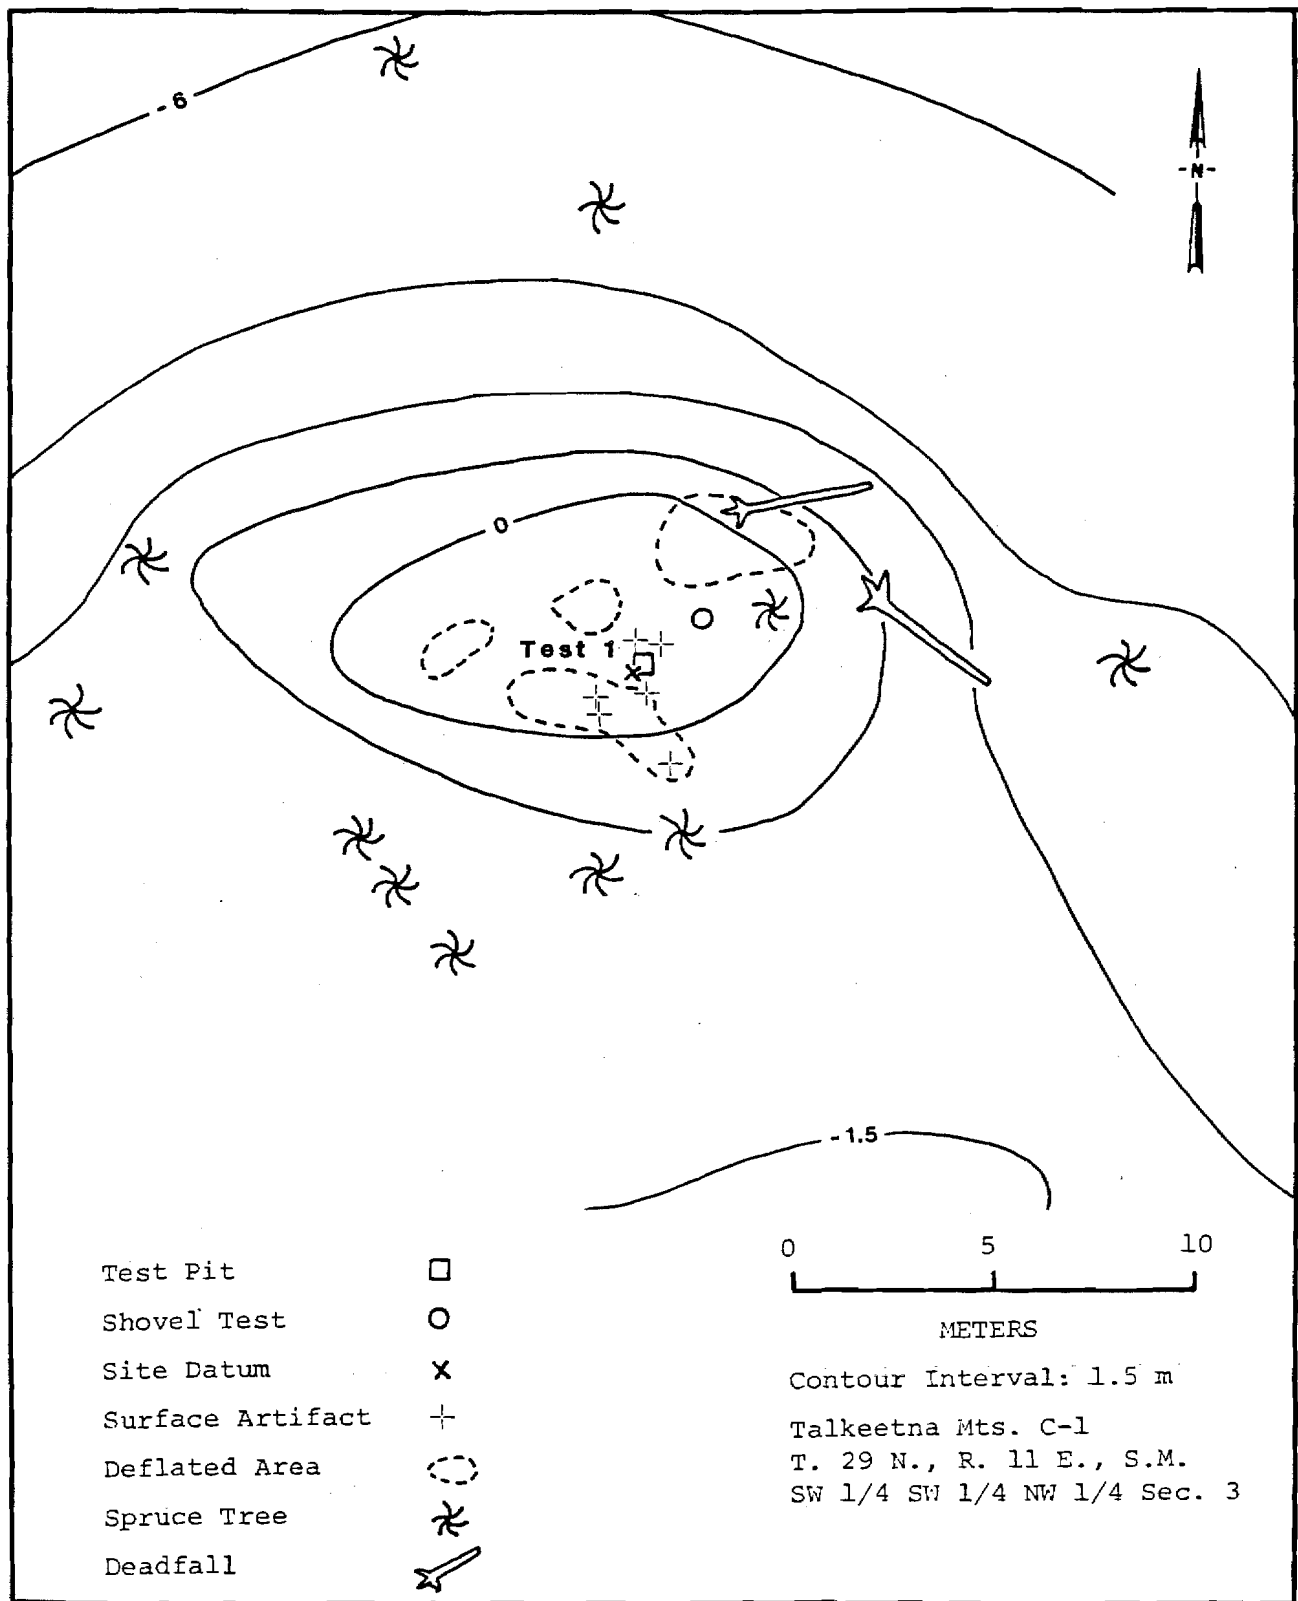 -6
-N-
0
Test 1
-1.5
0 5 10
METERS
Test Pit
Shovel Test
Site Datum
Surface Artifact
Deflated Area
Spruce Tree
Deadfall
Contour Interval: 1.5 m
Talkeetna Mts. C-1
T. 29 N., R. 11 E., S.M.
SW 1/4 SW 1/4 NW 1/4 Sec. 3